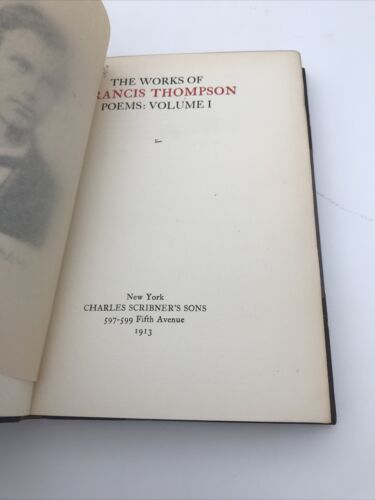 THE WORKS OF
RANCIS THOMPSON
POEMS: VOLUME I
New York
CHARLES SCRIBNER'S SONS
597-599 Fifth Avenue
1913